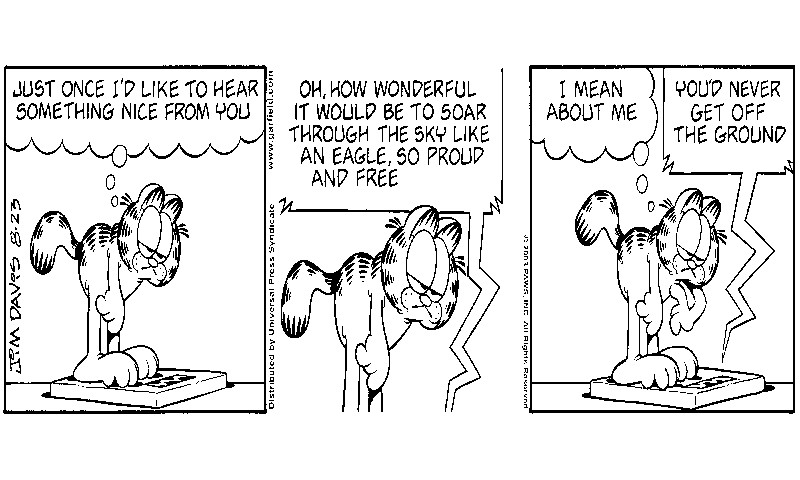 JUST ONCE I'D LIKE TO HEAR
SOMETHING NICE FROM YOU
JIM DAVIS 8·23
www.garfield.com
Distributed by Universal Press Syndicate
OH, HOW WONDERFUL
IT WOULD BE TO SOAR
THROUGH THE SKY LIKE
AN EAGLE, SO PROUD
AND FREE
I MEAN
ABOUT ME
YOU'D NEVER
GET OFF
THE GROUND
© 2003 PAWS, INC. All Rights Reserved